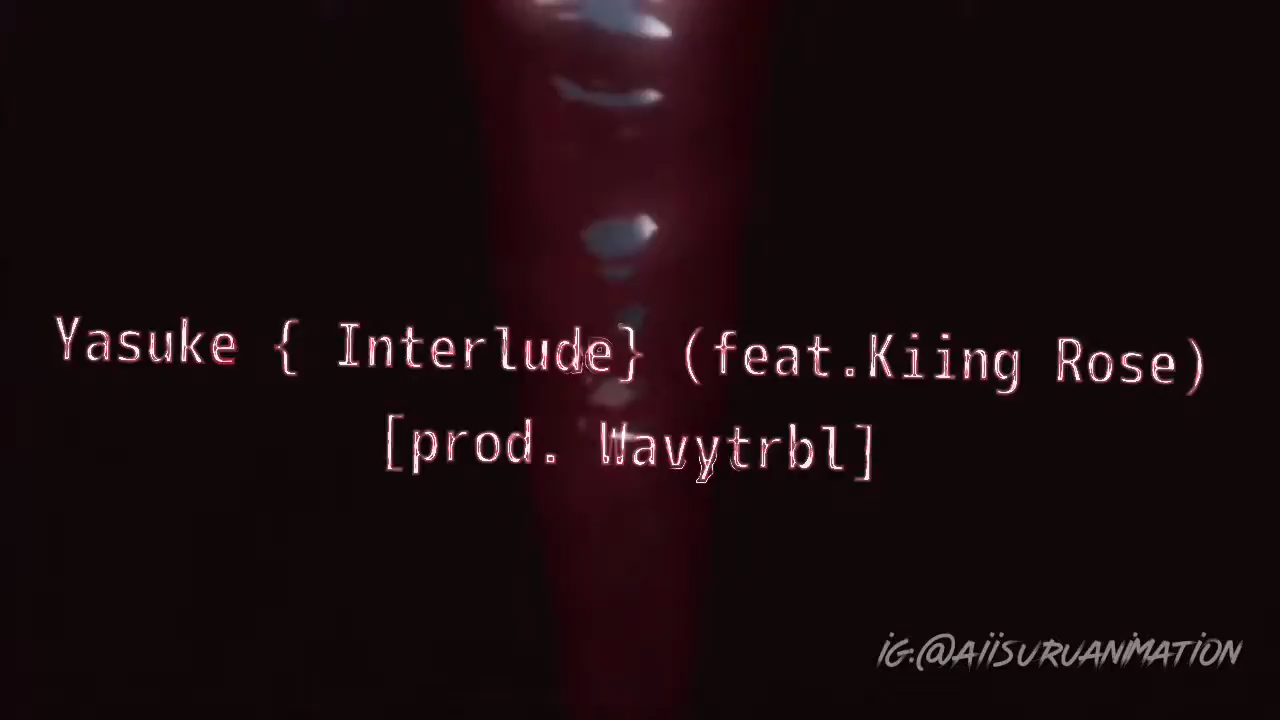 Yasuke { Interlude} (feat.Kiing Rose)
[prod. Wavytrbl]
iG:@AiiSURUANiMATiON